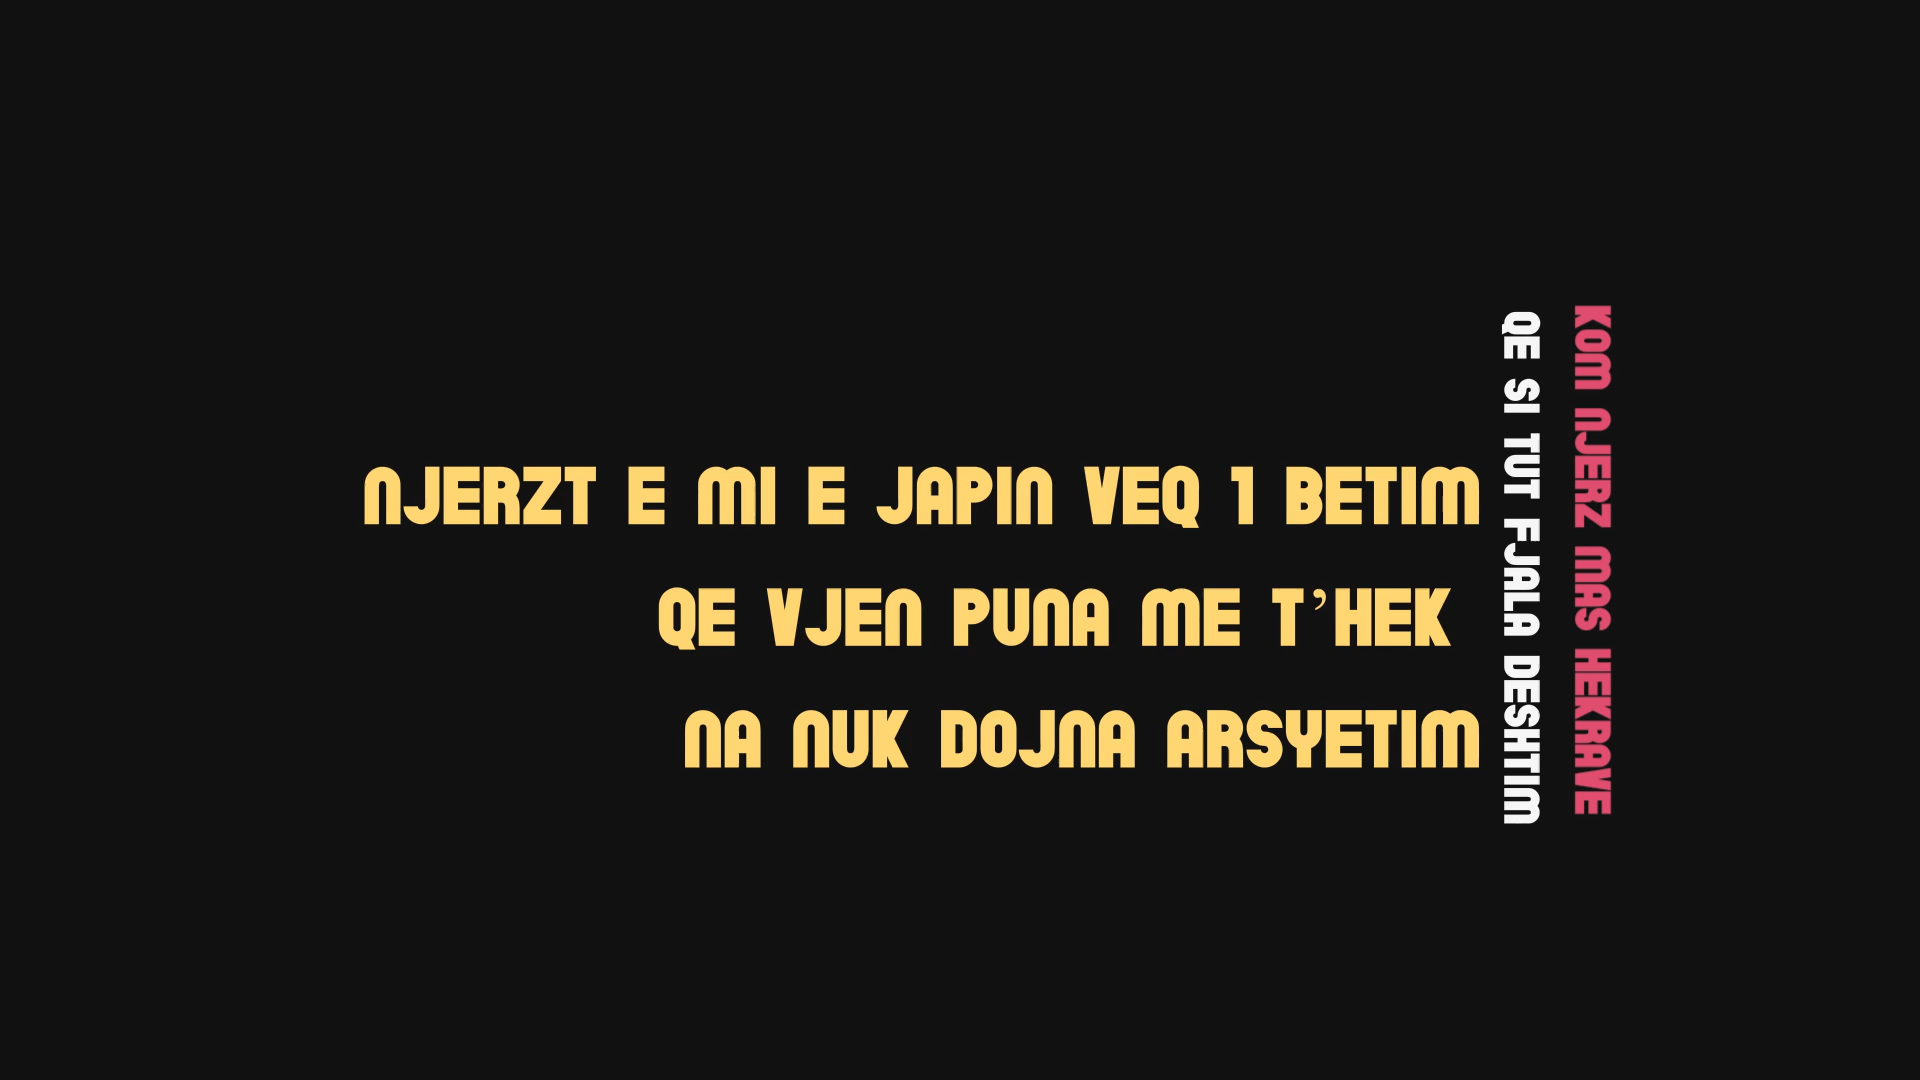 KOM NJERZ MAS HEKRAVE
QE SI TUT FJALA DESHTIM
NJERZT E MI E JAPIN VEQ 1 BETIM
QE VJEN PUNA ME T’HEK
NA NUK DOJNA ARSYETIM